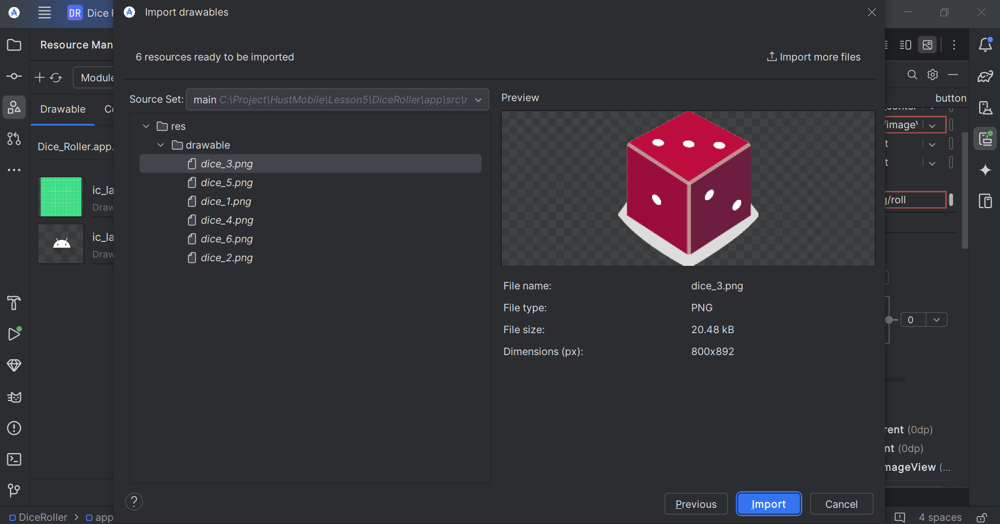 DR Dice R
Import drawables
Resource Man
6 resources ready to be imported
Import more files
Module
Source Set: main C:\Project\HustMobile\Lesson5\DiceRoller\app\src\r
Preview
button
Drawable Co
/image\
res
Dice_Roller.app.
drawable
t
dice_3.png
t
dice_5.png
ic_la
dice_1.png
/roll
Draw
dice_4.png
dice_6.png
ic_la
Draw
dice_2.png
File name: dice_3.png
File type: PNG
0
File size: 20.48 kB
Dimensions (px): 800x892
rent (0dp)
nt (0dp)
mageView (...
?
Previous
Import
Cancel
DiceRoller > app
4 spaces